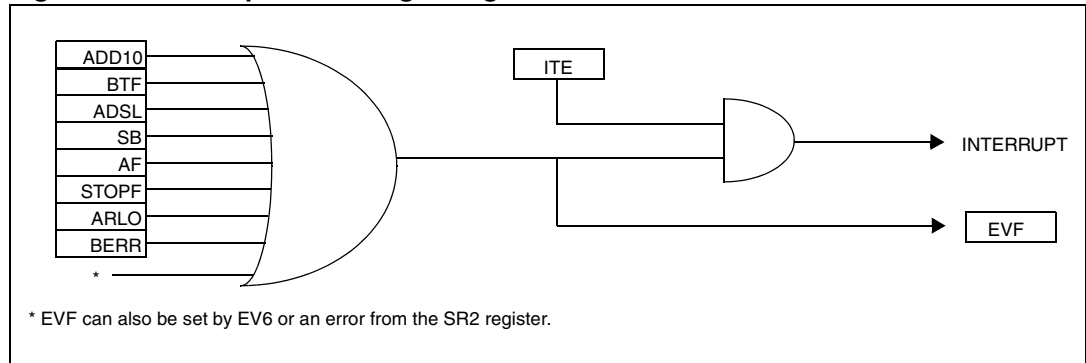 ADD10
BTF
ADSL
SB
AF
STOPF
ARLO
BERR
*
ITE
INTERRUPT
EVF
* EVF can also be set by EV6 or an error from the SR2 register.